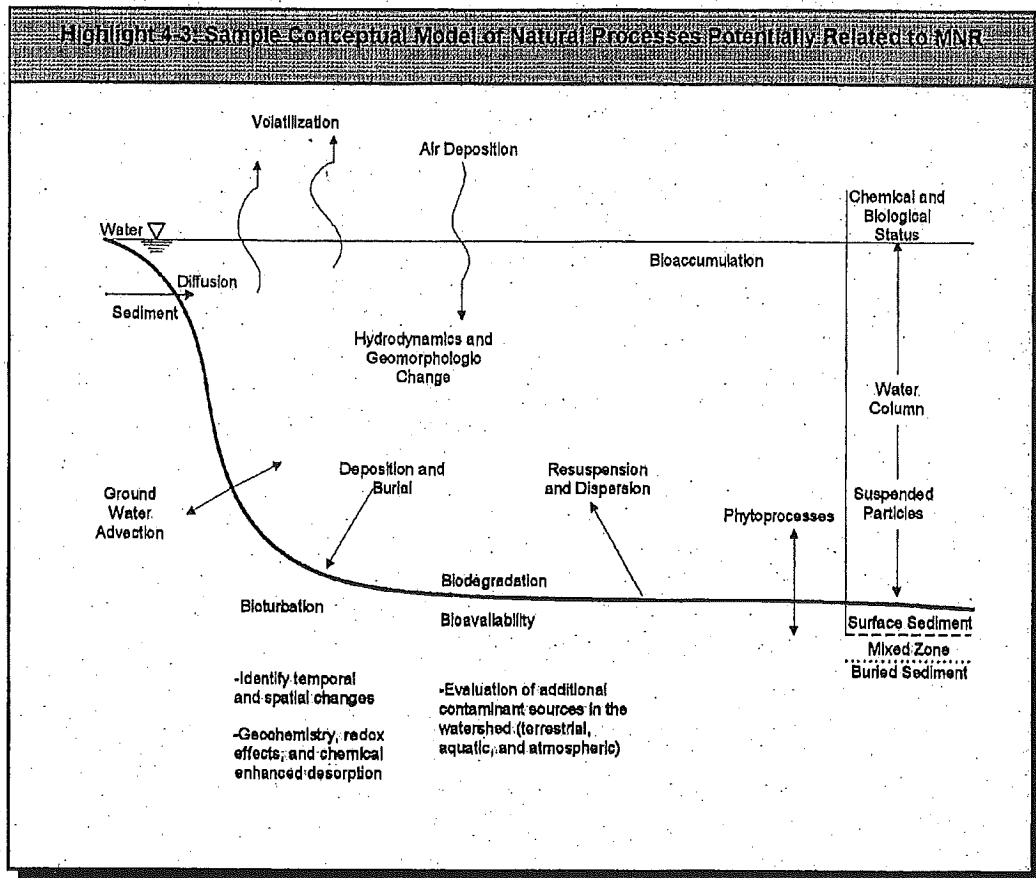 Highlight 4-3: Sample Conceptual Model of Natural Processes Potentially Related to MNR
Volatilization
Air Deposition
Chemical and
Biological
Status
Water
Bioaccumulation
Diffusion
Sediment
Hydrodynamics and
Geomorphologic
Change
Water
Column
Ground
Water
Advection
Deposition and
Burial
Resuspension
and Dispersion
Phytoprocesses
Suspended
Particles
Biodegradation
Bioturbation
Bioavailability
Surface Sediment
Mixed Zone
Buried Sediment
-Identify temporal
and spatial changes
-Geochemistry, redox
effects, and chemical
enhanced desorption
-Evaluation of additional
contaminant sources in the
watershed (terrestrial,
aquatic, and atmospheric)